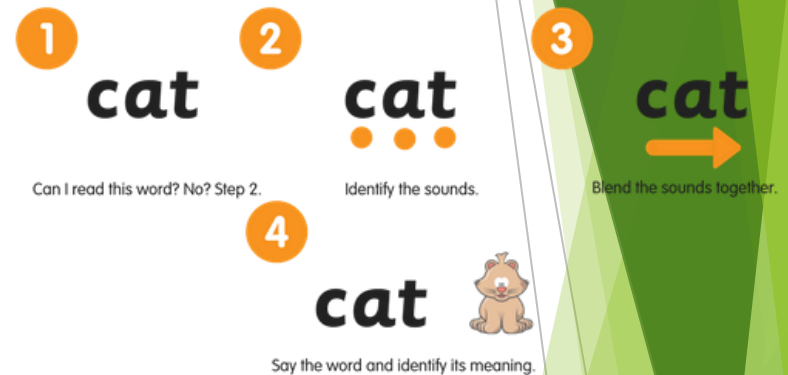 1
cat
Can I read this word? No? Step 2.
2
cat
Identify the sounds.
3
cat
Blend the sounds together.
4
cat
Say the word and identify its meaning.